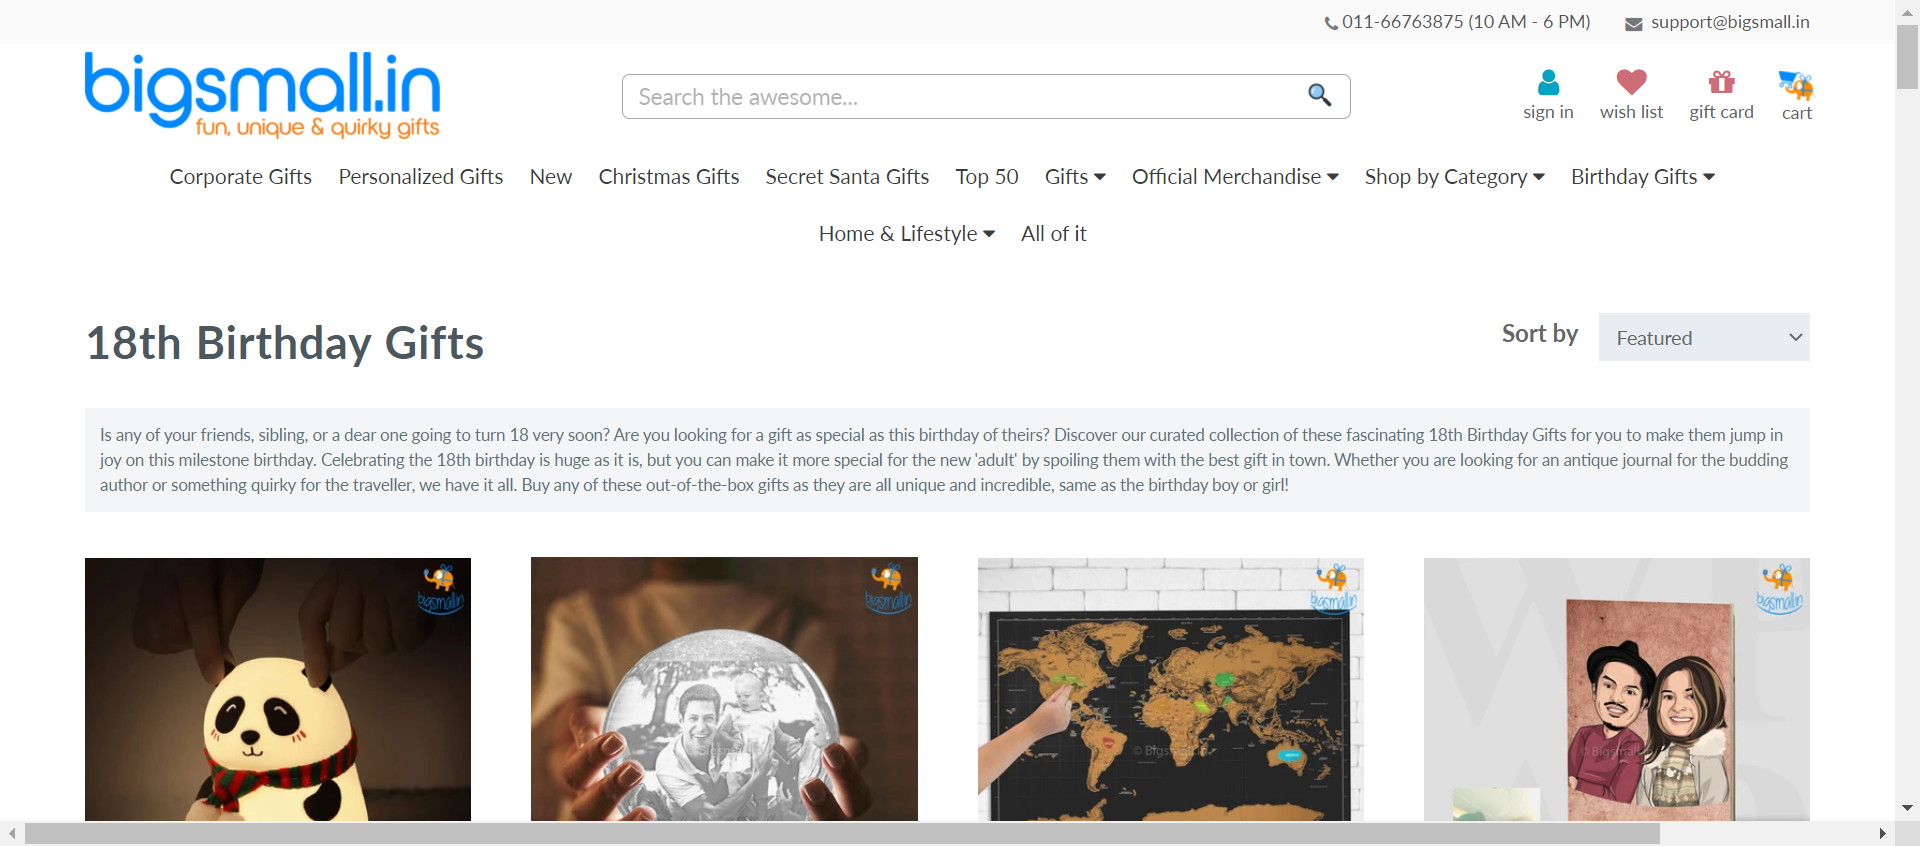 011-66763875 (10 AM - 6 PM) support@bigsmall.in
bigsmall.in
fun, unique & quirky gifts
Search the awesome...
sign in wish list gift card cart
Corporate Gifts Personalized Gifts New Christmas Gifts Secret Santa Gifts Top 50 Gifts Official Merchandise Shop by Category Birthday Gifts
Home & Lifestyle All of it
18th Birthday Gifts
Sort by Featured
Is any of your friends, sibling, or a dear one going to turn 18 very soon? Are you looking for a gift as special as this birthday of theirs? Discover our curated collection of these fascinating 18th Birthday Gifts for you to make them jump in
joy on this milestone birthday. Celebrating the 18th birthday is huge as it is, but you can make it more special for the new 'adult' by spoiling them with the best gift in town. Whether you are looking for an antique journal for the budding
author or something quirky for the traveller, we have it all. Buy any of these out-of-the-box gifts as they are all unique and incredible, same as the birthday boy or girl!
bigsmall.in bigsmall.in bigsmall.in bigsmall.in